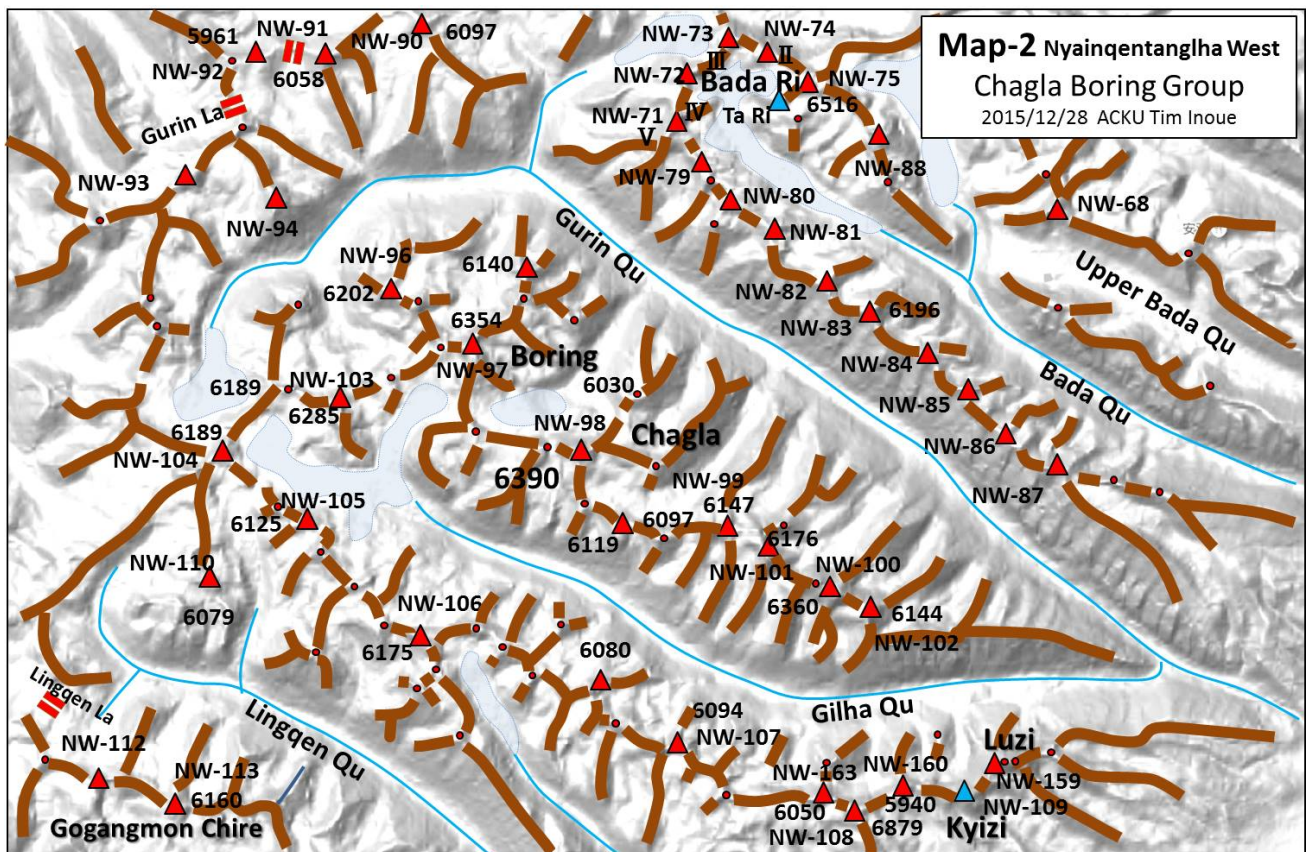 Map-2 Nyainqentanglha West
Chagla Boring Group
2015/12/28 ACKU Tim Inoue
NW-91
5961
NW-90
6097
NW-92
6058
Gurin La
NW-93
NW-94
NW-73
NW-74
III
II
NW-72
Bada Ri
NW-75
NW-71
IV
Ta Ri
6516
V
NW-79
NW-88
NW-80
NW-68
NW-81
Gurin Qu
Upper Bada Qu
NW-96
6140
6202
NW-82
6196
6354
NW-83
Boring
NW-97
NW-84
Bada Qu
6189
NW-103
6030
6285
NW-85
NW-98
Chagla
6189
NW-104
NW-86
6390
NW-99
NW-87
NW-105
6147
6125
6097
6119
6176
NW-110
NW-101
NW-100
6079
6360
6144
NW-106
NW-102
6175
6080
Lingqen La
Gilha Qu
Lingqen Qu
6094
NW-107
NW-112
Luzi
NW-113
NW-163
NW-160
NW-159
6160
6050
5940
NW-109
Gogangmon Chire
NW-108
6879
Kyizi